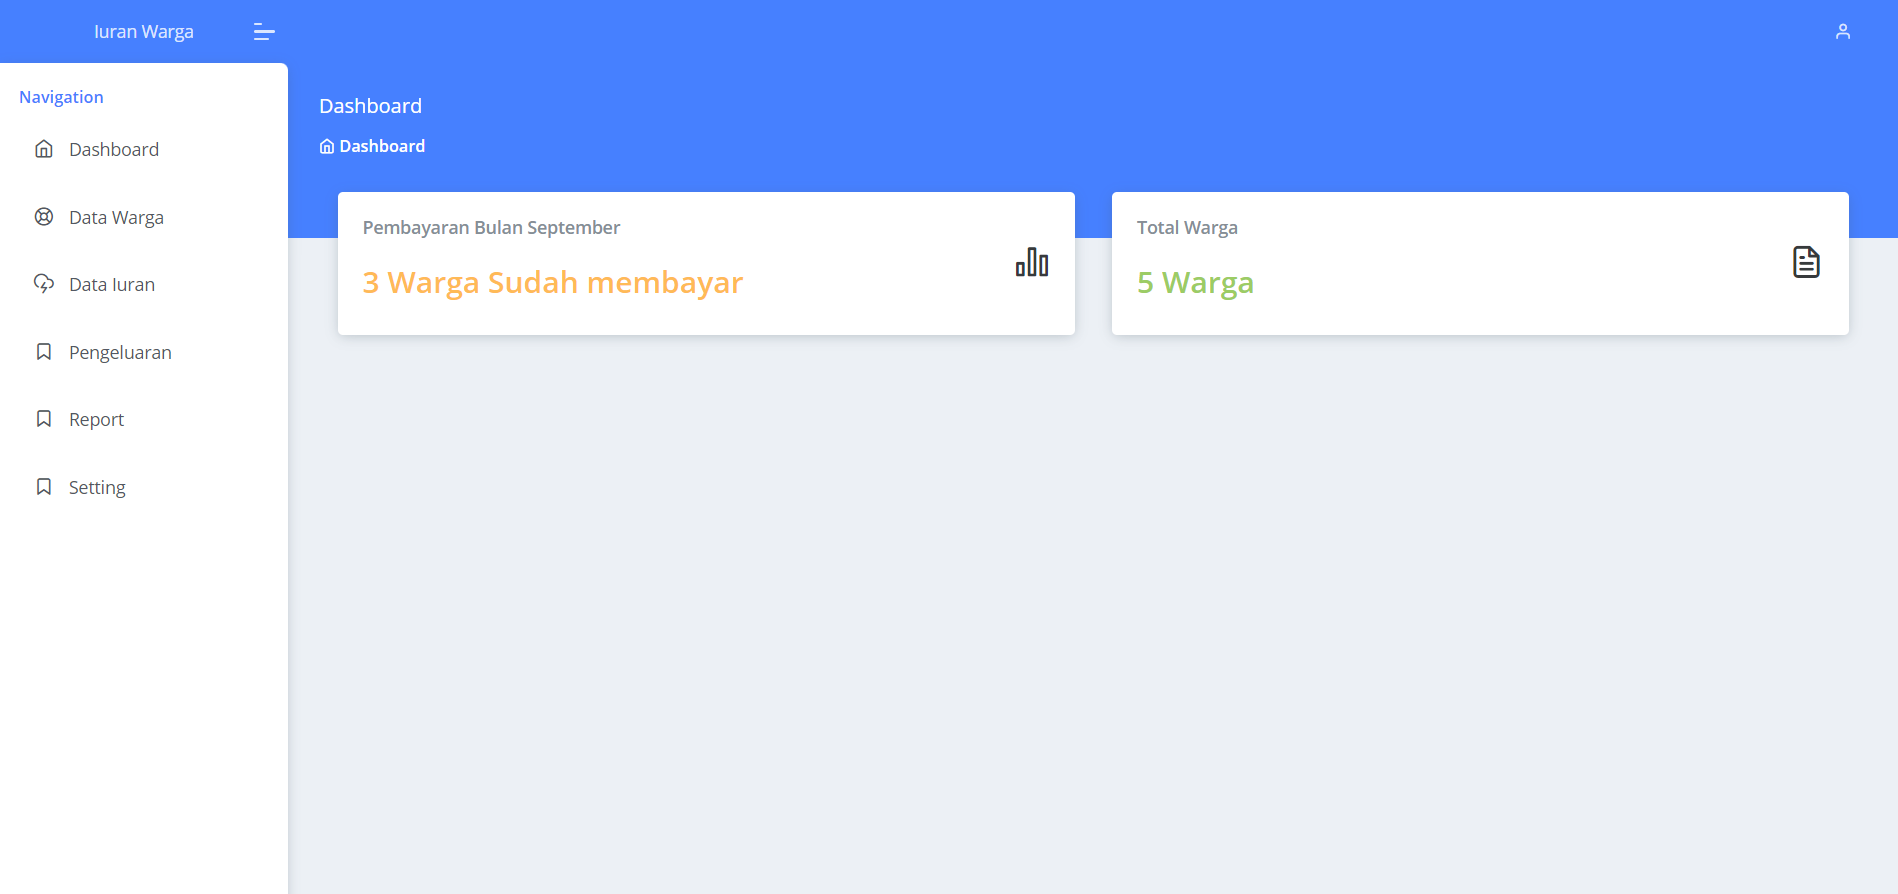 Iuran Warga
Navigation
Dashboard
Data Warga
Data Iuran
Pengeluaran
Report
Setting
Dashboard
Dashboard
Pembayaran Bulan September
3 Warga Sudah membayar
Total Warga
5 Warga